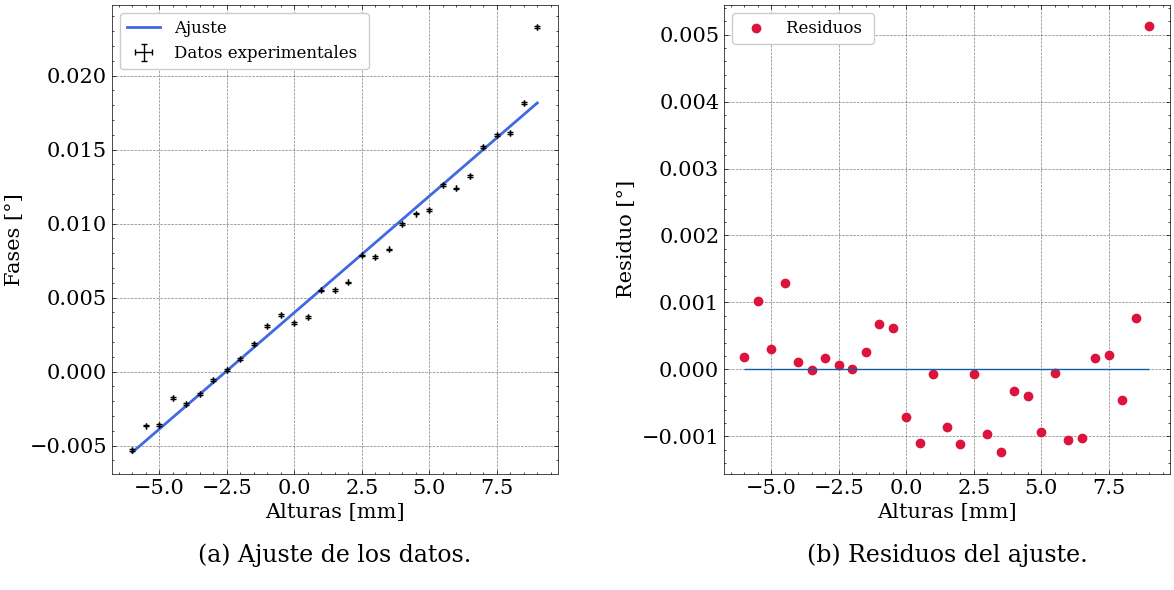 Ajuste
Datos experimentales
0.020
0.015
0.010
0.005
0.000
−0.005
Fases [°]
−5.0 −2.5 0.0 2.5 5.0 7.5
Alturas [mm]
(a) Ajuste de los datos.
Residuos
0.005
0.004
0.003
0.002
0.001
0.000
−0.001
Residuo [°]
−5.0 −2.5 0.0 2.5 5.0 7.5
Alturas [mm]
(b) Residuos del ajuste.